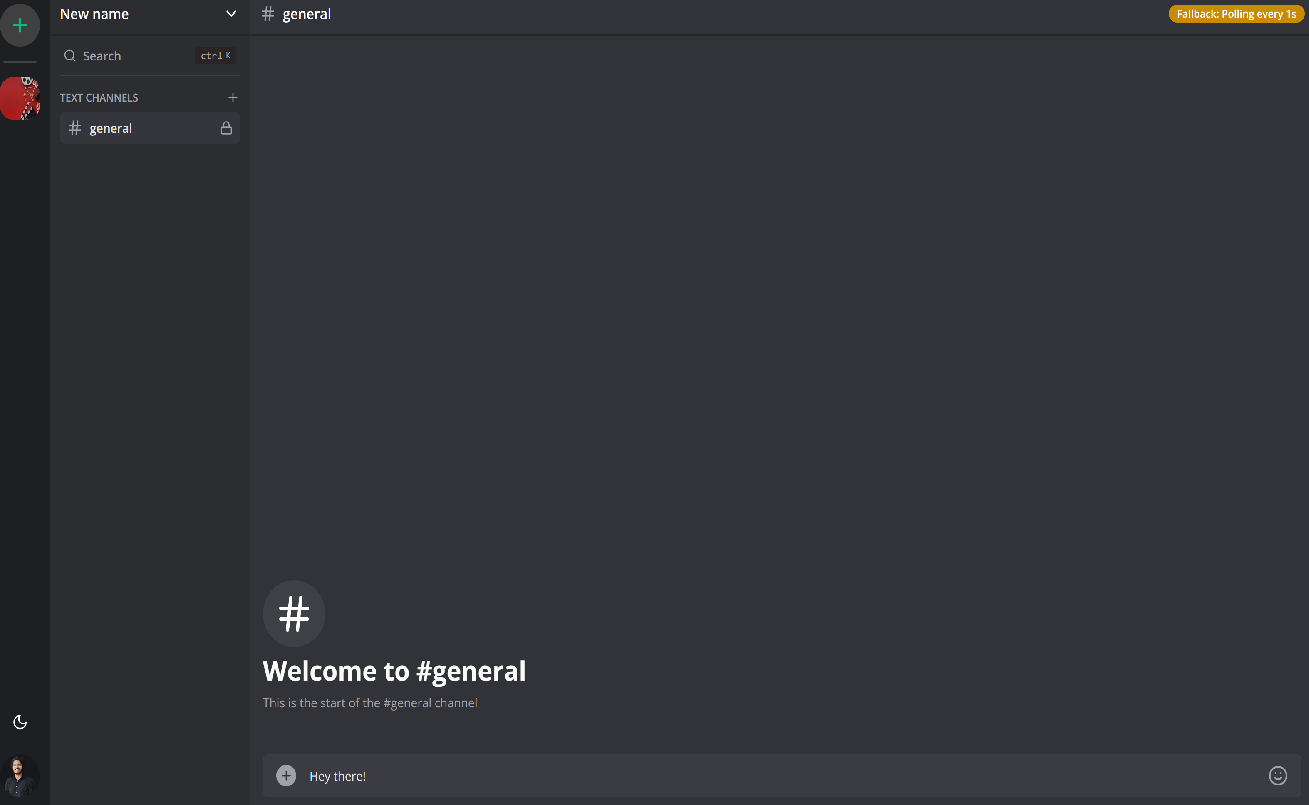 New name
# general
Fallback: Polling every 1s
Search
ctrl K
TEXT CHANNELS
# general
#
Welcome to #general
This is the start of the #general channel
Hey there!